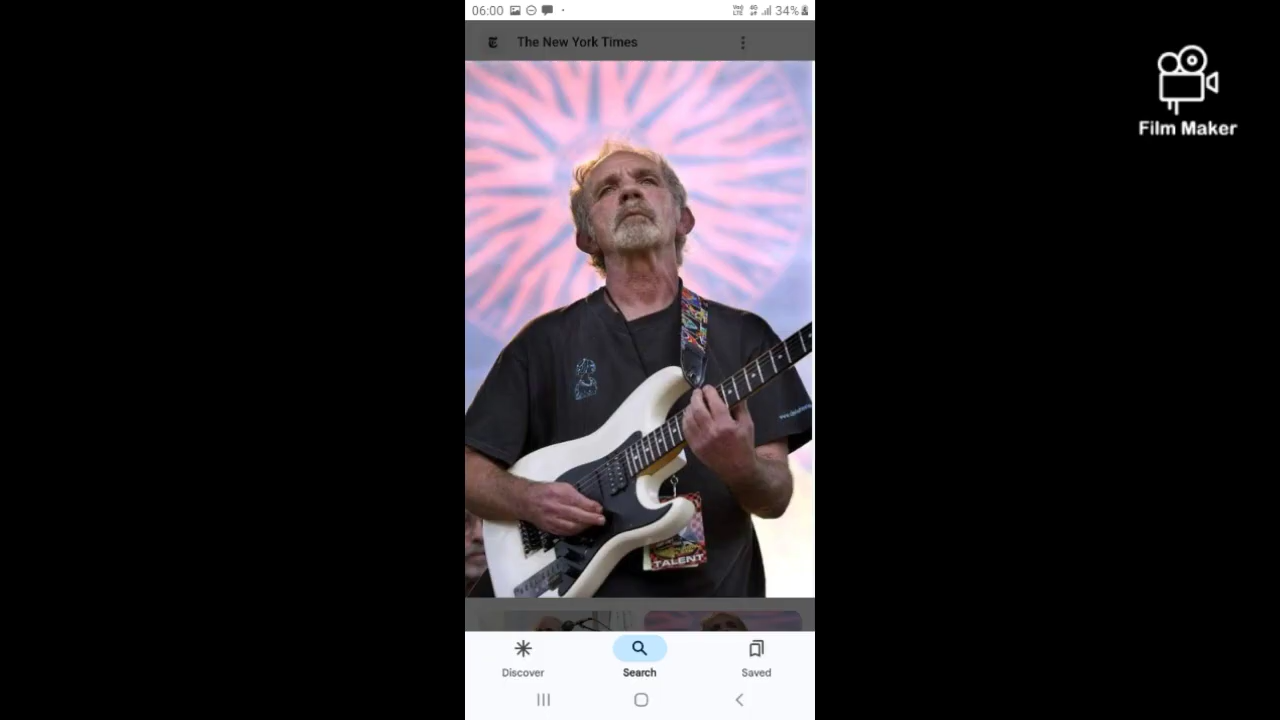 06:00
34%
The New York Times
Film Maker
TALENT
Discover
Search
Saved